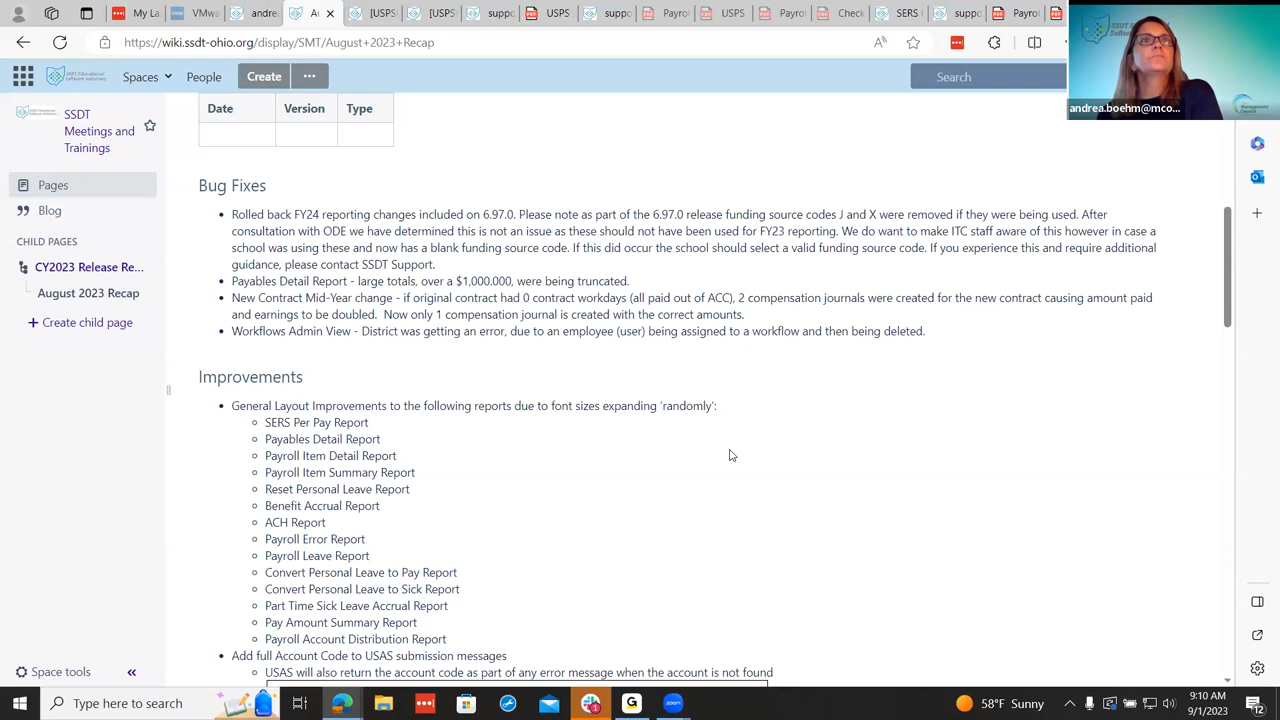 My La
VMwa
andre
A
[USPS
[USPS
suppo
USPS
supp
Payrol
USPS
Payro
Check
SERS
suppo
Payro
https://wiki.ssdt-ohio.org/display/SMT/August+2023+Recap
Spaces
People
Create
Search
andrea.boehm@mco...
SSDT
Meetings and
Trainings
Pages
Blog
CHILD PAGES
CY2023 Release Re...
August 2023 Recap
+ Create child page
Date Version Type
Bug Fixes
Rolled back FY24 reporting changes included on 6.97.0. Please note as part of the 6.97.0 release funding source codes J and X were removed if they were being used. After
consultation with ODE we have determined this is not an issue as these should not have been used for FY23 reporting. We do want to make ITC staff aware of this however in case a
school was using these and now has a blank funding source code. If this did occur the school should select a valid funding source code. If you experience this and require additional
guidance, please contact SSDT Support.
Payables Detail Report - large totals, over a $1,000.000, were being truncated.
New Contract Mid-Year change - if original contract had 0 contract workdays (all paid out of ACC), 2 compensation journals were created for the new contract causing amount paid
and earnings to be doubled. Now only 1 compensation journal is created with the correct amounts.
Workflows Admin View - District was getting an error, due to an employee (user) being assigned to a workflow and then being deleted.
Improvements
General Layout Improvements to the following reports due to font sizes expanding 'randomly':
SERS Per Pay Report
Payables Detail Report
Payroll Item Detail Report
Payroll Item Summary Report
Reset Personal Leave Report
Benefit Accrual Report
ACH Report
Payroll Error Report
Payroll Leave Report
Convert Personal Leave to Pay Report
Convert Personal Leave to Sick Report
Part Time Sick Leave Accrual Report
Pay Amount Summary Report
Payroll Account Distribution Report
Add full Account Code to USAS submission messages
USAS will also return the account code as part of any error message when the account is not found
Space tools
Type here to search
58°F Sunny
9:10 AM
9/1/2023
12